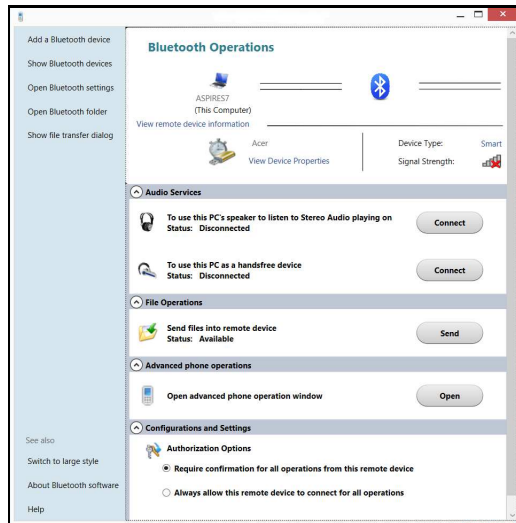 Add a Bluetooth device
Show Bluetooth devices
Open Bluetooth settings
Open Bluetooth folder
Show file transfer dialog
See also
Switch to large style
About Bluetooth software
Help
Bluetooth Operations
ASPIRES7
(This Computer)
View remote device information
Acer
View Device Properties
Device Type: Smart
Signal Strength:
Audio Services
To use this PC's speaker to listen to Stereo Audio playing on
Status: Disconnected
Connect
To use this PC as a handsfree device
Status: Disconnected
Connect
File Operations
Send files into remote device
Status: Available
Send
Advanced phone operations
Open advanced phone operation window
Open
Configurations and Settings
Authorization Options
Require confirmation for all operations from this remote device
Always allow this remote device to connect for all operations